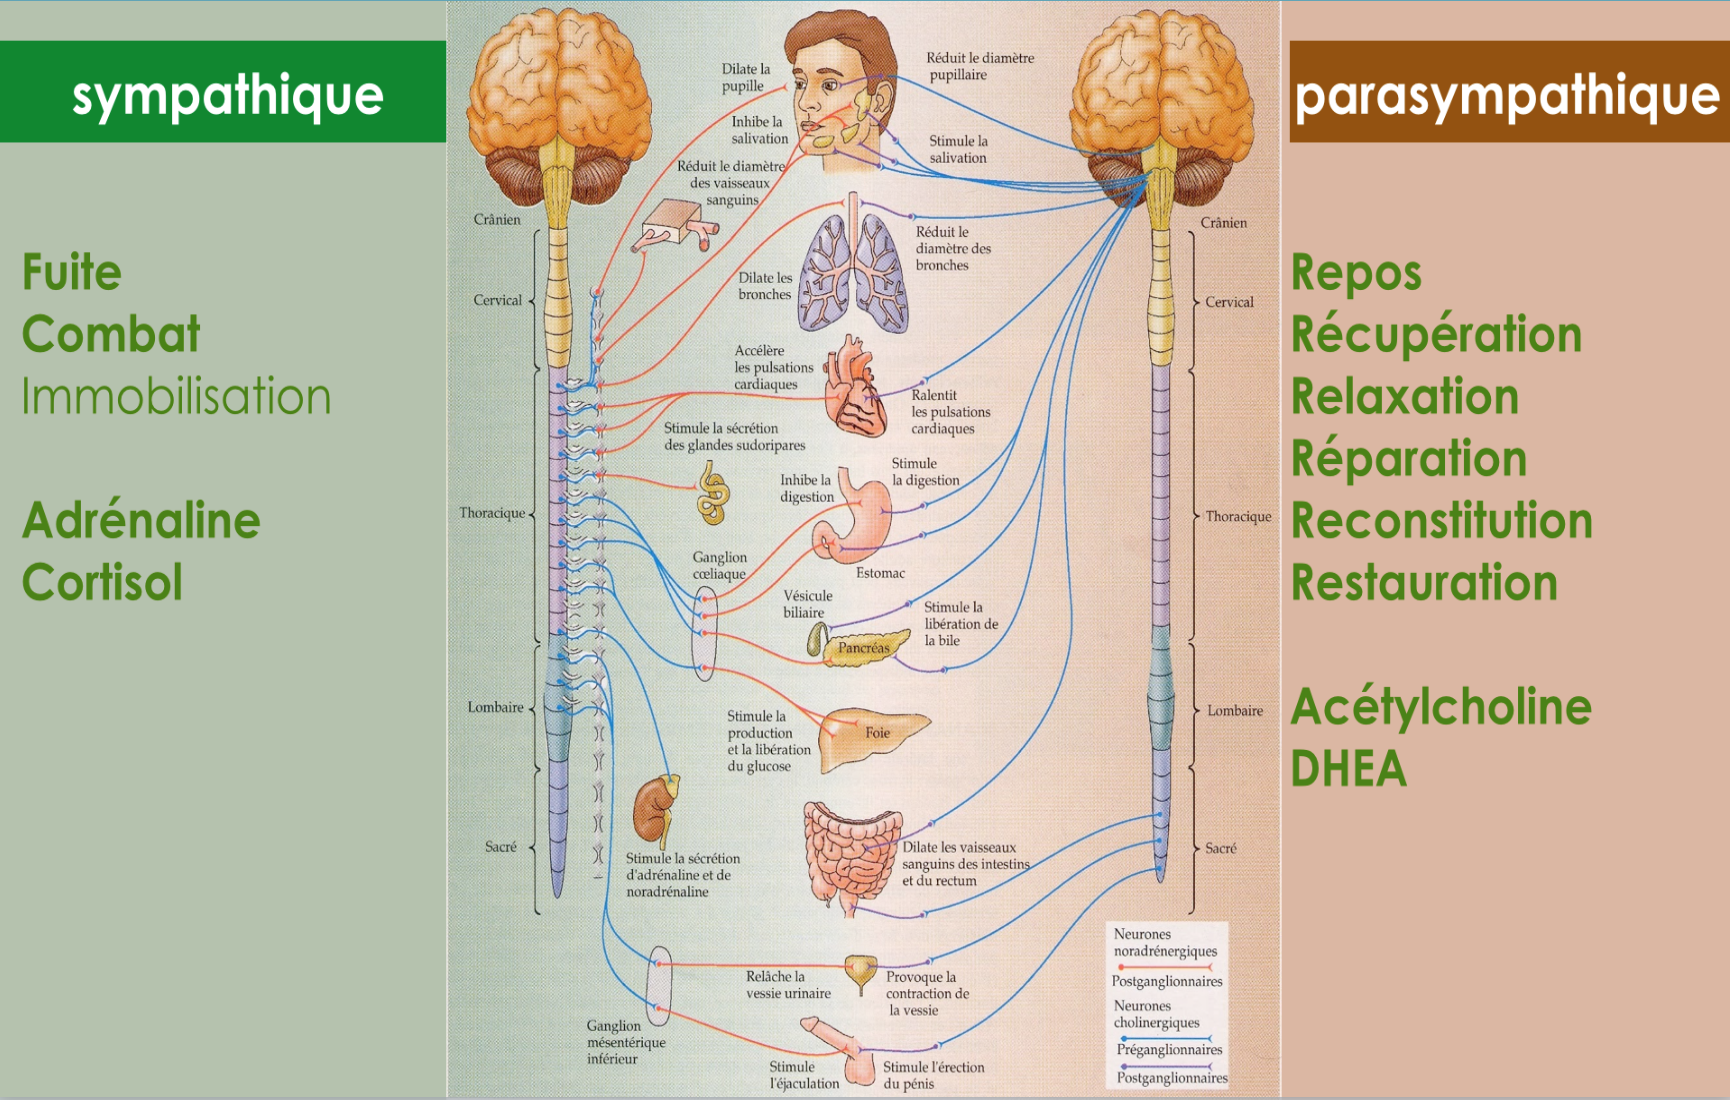 sympathique
Fuite
Combat
Immobilisation
Adrénaline
Cortisol
Dilate la
pupille
Inhibe la
salivation
Réduit le diamètre
des vaisseaux
sanguins
Crânien
Cervical
Dilate les
bronches
Accélère
les pulsations
cardiaques
Stimule la sécrétion
des glandes sudoripares
Inhibe la
digestion
Thoracique
Ganglion
cœliaque
Estomac
Vésicule
biliaire
Pancréas
Lombaire
Stimule la
production
et la libération
du glucose
Foie
Sacré
Stimule la sécrétion
d'adrénaline et de
noradrénaline
Relâche la
vessie urinaire
Ganglion
mésentérique
inférieur
Stimule
l'éjaculation
Réduit le diamètre
pupillaire
Stimule la
salivation
Réduit le
diamètre des
bronches
Ralentit
les pulsations
cardiaques
Stimule
la digestion
Stimule la
libération de
la bile
Dilate les vaisseaux
sanguins des intestins
et du rectum
Provoque la
contraction de
la vessie
Stimule l'érection
du pénis
Crânien
Cervical
Thoracique
Lombaire
Sacré
Neurones
noradrénergiques
Postganglionnaires
Neurones
cholinergiques
Préganglionnaires
Postganglionnaires
parasympathique
Repos
Récupération
Relaxation
Réparation
Reconstitution
Restauration
Acétylcholine
DHEA